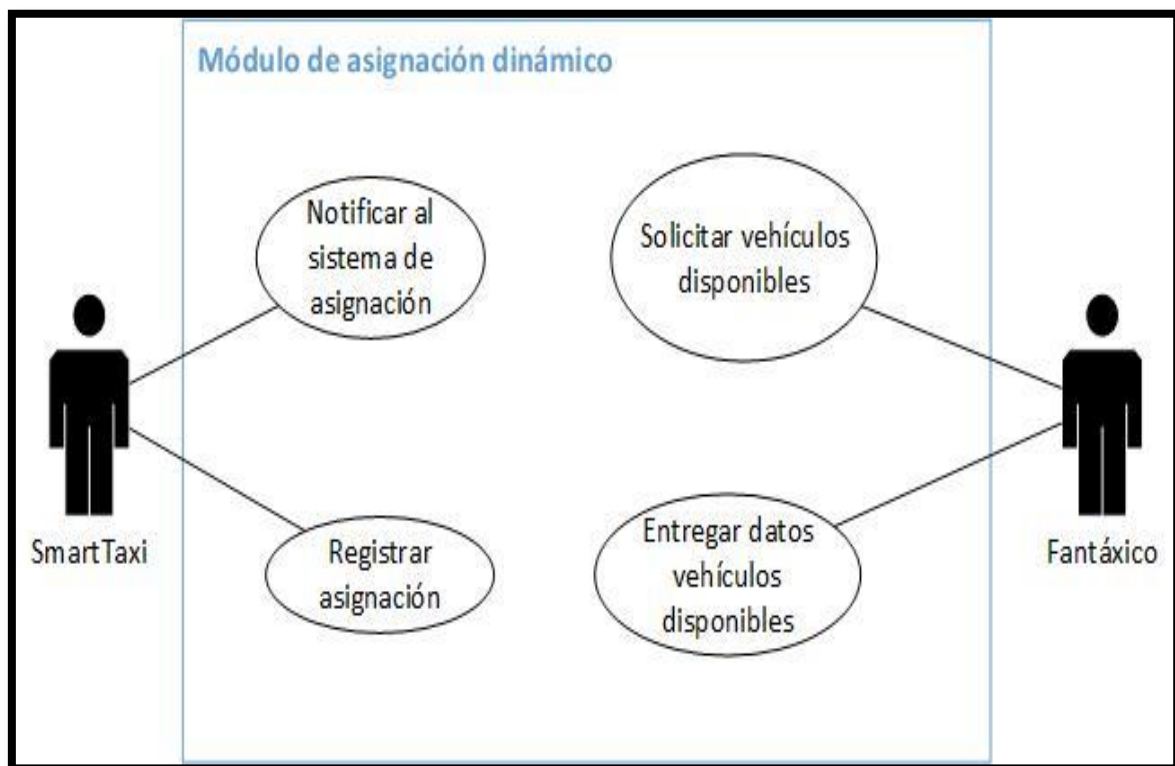 Módulo de asignación dinámico
Notificar al
sistema de
asignación
Solicitar vehículos
disponibles
SmartTaxi
Registrar
asignación
Entregar datos
vehículos
disponibles
Fantáxico